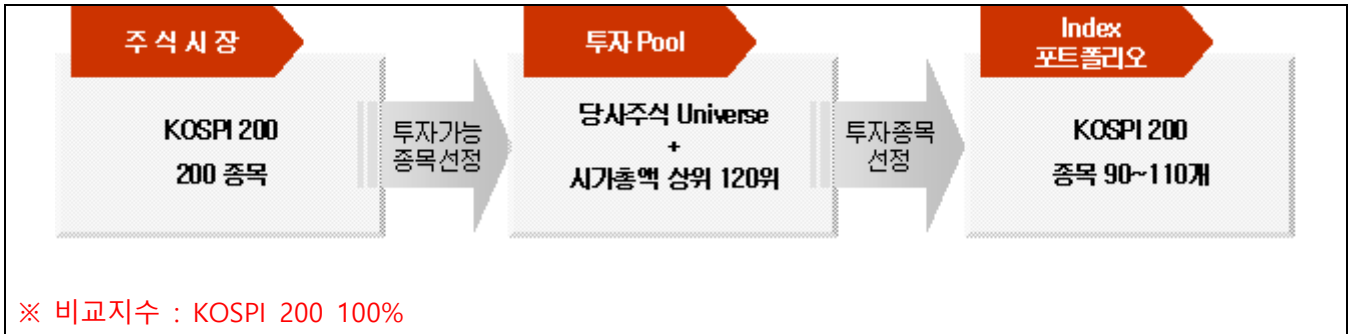 주식시장
KOSPI 200
200 종목
투자가능
종목선정
투자 Pool
당사주식 Universe
+
시가총액 상위 120위
투자종목
선정
Index
포트폴리오
KOSPI 200
종목 90~110개
※ 비교지수 : KOSPI 200 100%